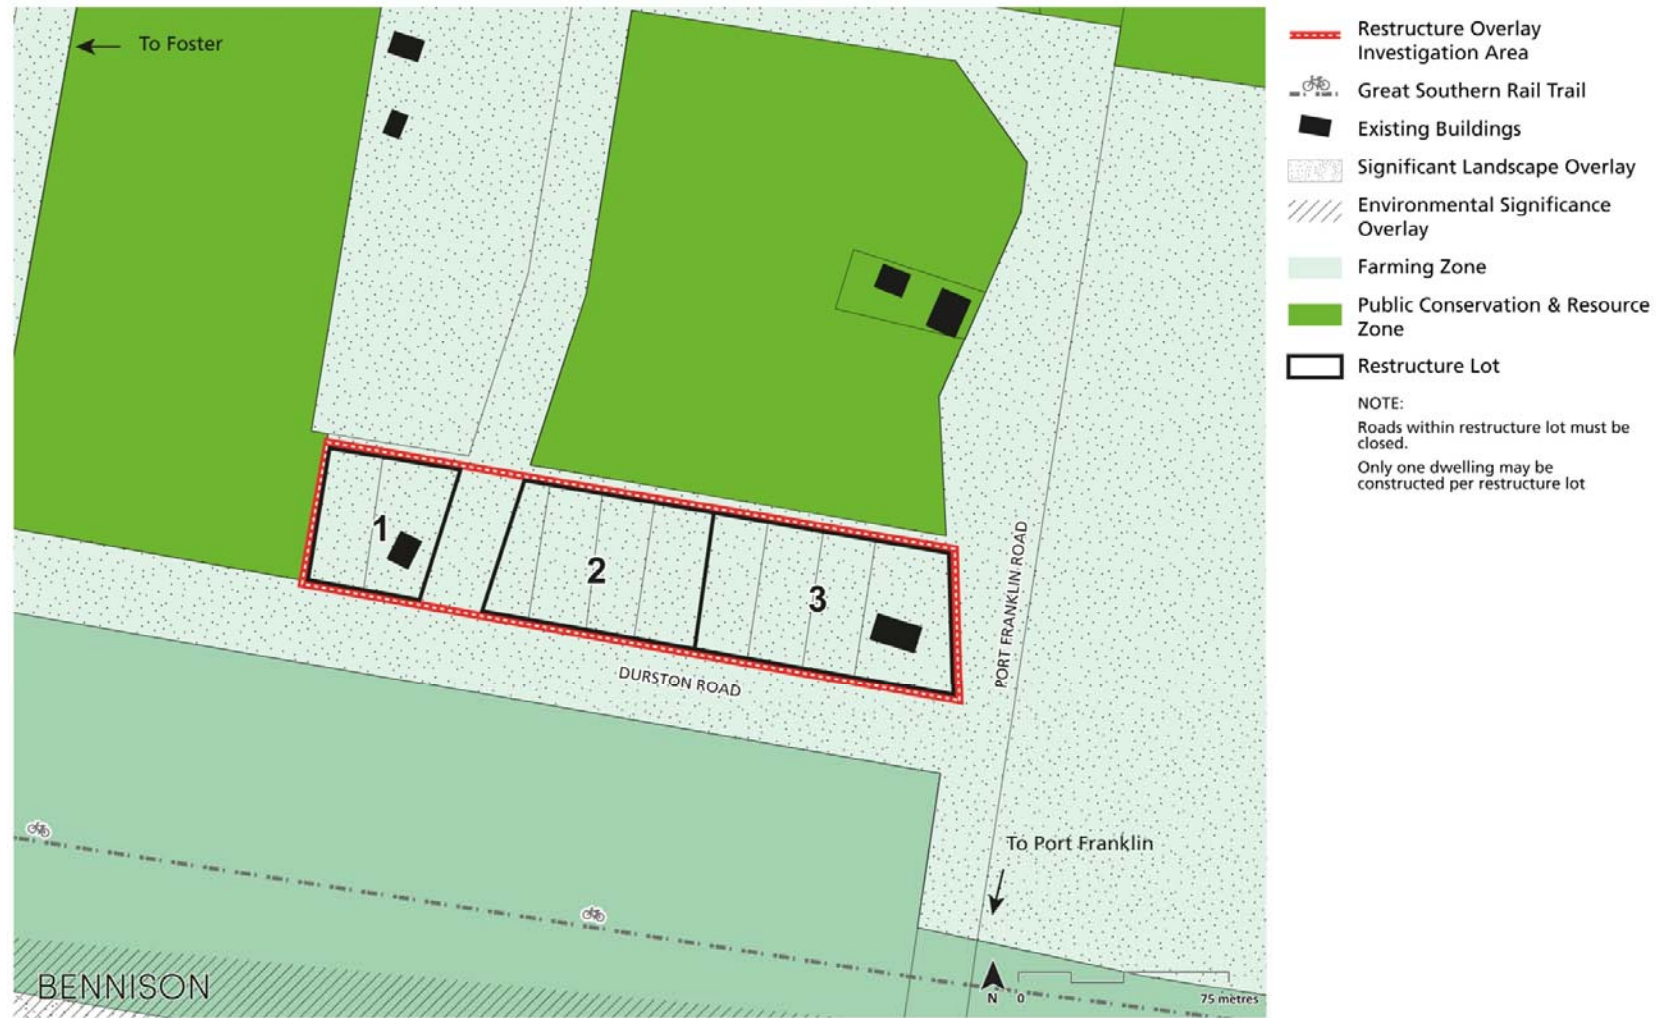 To Foster
1
2
3
DURSTON ROAD
PORT FRANKLIN ROAD
To Port Franklin
BENNISON
N
0
75 metres
Restructure Overlay
Investigation Area
Great Southern Rail Trail
Existing Buildings
Significant Landscape Overlay
Environmental Significance
Overlay
Farming Zone
Public Conservation & Resource
Zone
Restructure Lot
NOTE:
Roads within restructure lot must be
closed.
Only one dwelling may be
constructed per restructure lot